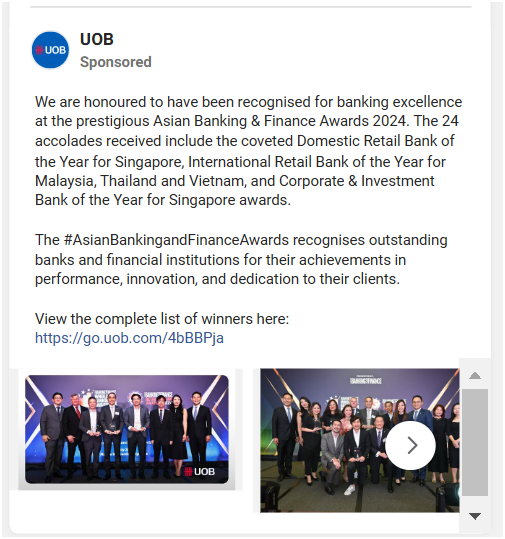 UOB
UOB
Sponsored
We are honoured to have been recognised for banking excellence
at the prestigious Asian Banking & Finance Awards 2024. The 24
accolades received include the coveted Domestic Retail Bank of
the Year for Singapore, International Retail Bank of the Year for
Malaysia, Thailand and Vietnam, and Corporate & Investment
Bank of the Year for Singapore awards.
The #AsianBankingandFinanceAwards recognises outstanding
banks and financial institutions for their achievements in
performance, innovation, and dedication to their clients.
View the complete list of winners here:
https://go.uob.com/4bBBPja
UOB